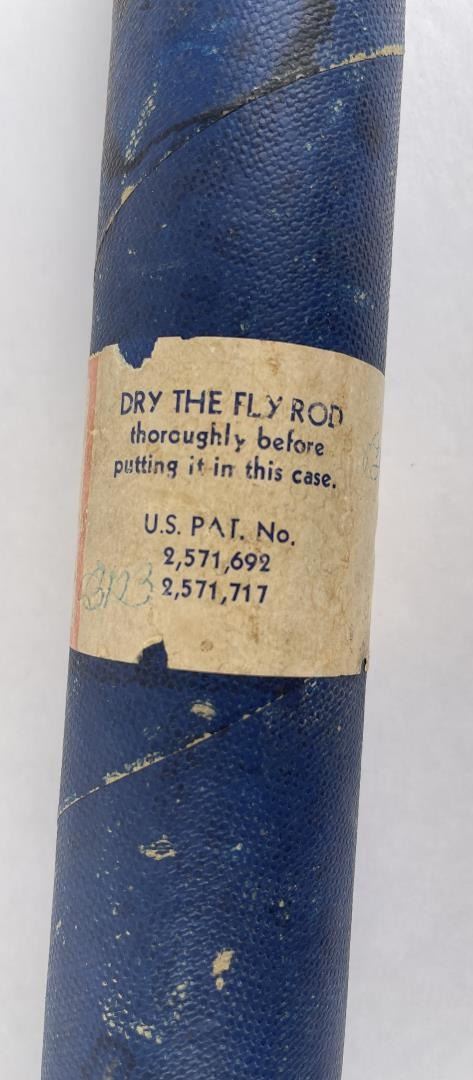 DRY THE FLY ROD
thoroughly before
putting it in this case.
U.S. PAT. No.
2,571,692
2,571,717